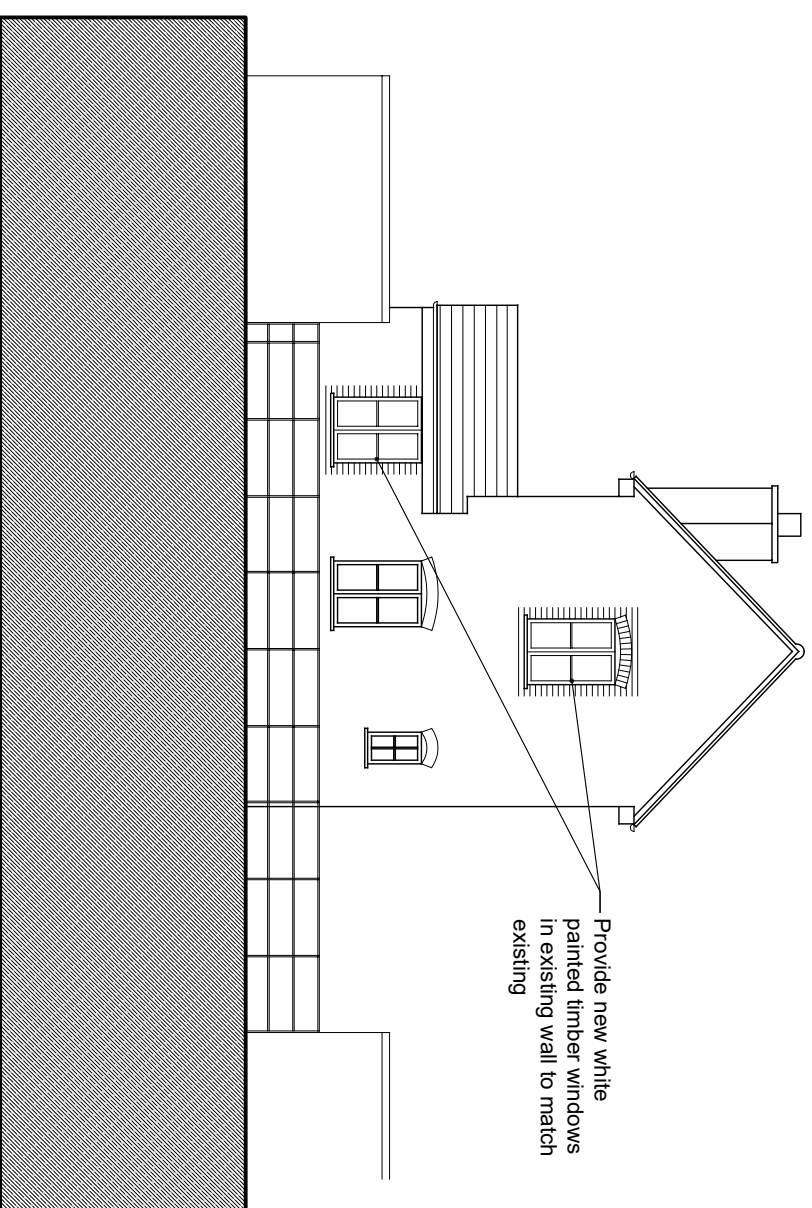 Provide new white
painted timber windows
in existing wall to match
existing